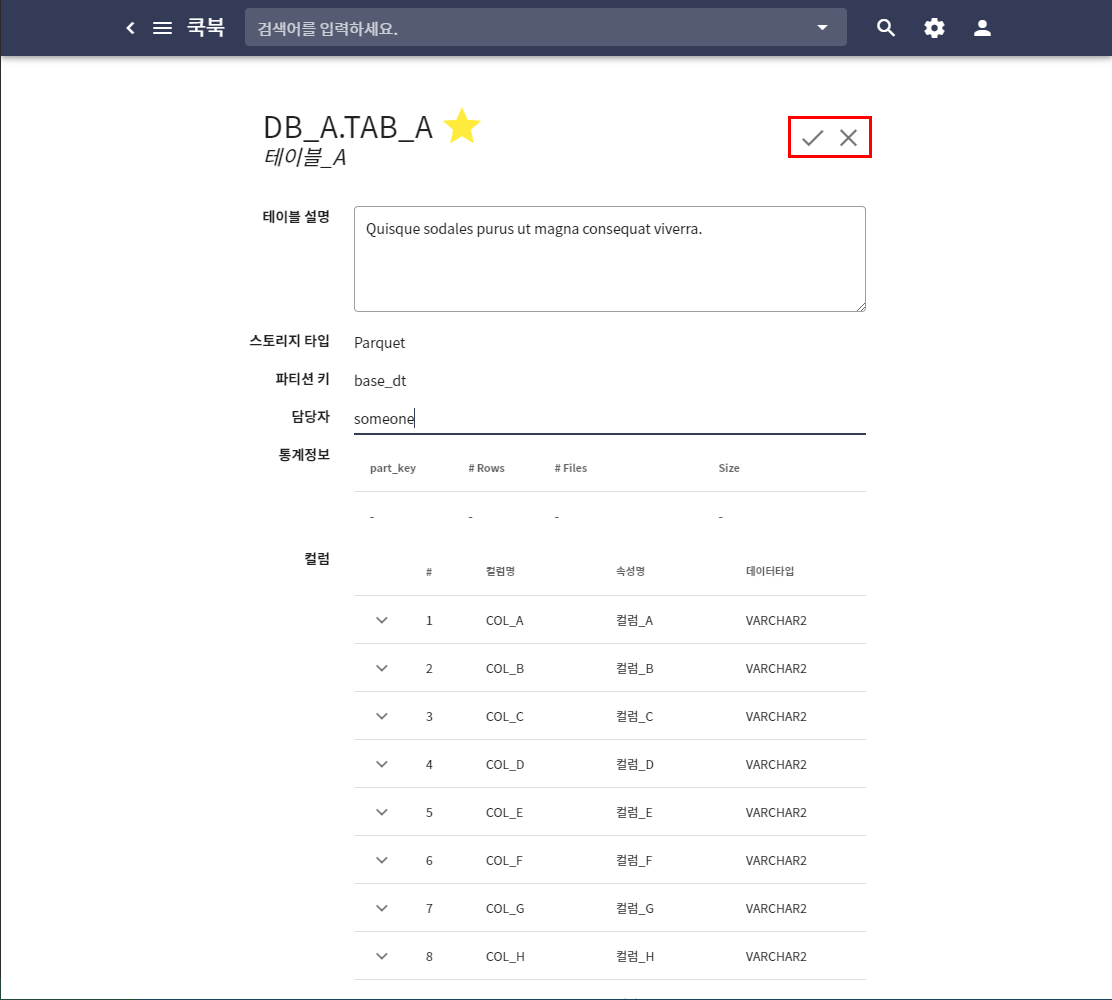 쿡북
검색어를 입력하세요.
DB_A.TAB_A
테이블_A
테이블 설명
Quisque sodales purus ut magna consequat viverra.
스토리지 타입 Parquet
파티션 키 base_dt
담당자 someone
통계정보
part_key # Rows # Files Size
- - - -
컬럼
# 컬럼명 속성명 데이터타입
1 COL_A 컬럼_A VARCHAR2
2 COL_B 컬럼_B VARCHAR2
3 COL_C 컬럼_C VARCHAR2
4 COL_D 컬럼_D VARCHAR2
5 COL_E 컬럼_E VARCHAR2
6 COL_F 컬럼_F VARCHAR2
7 COL_G 컬럼_G VARCHAR2
8 COL_H 컬럼_H VARCHAR2